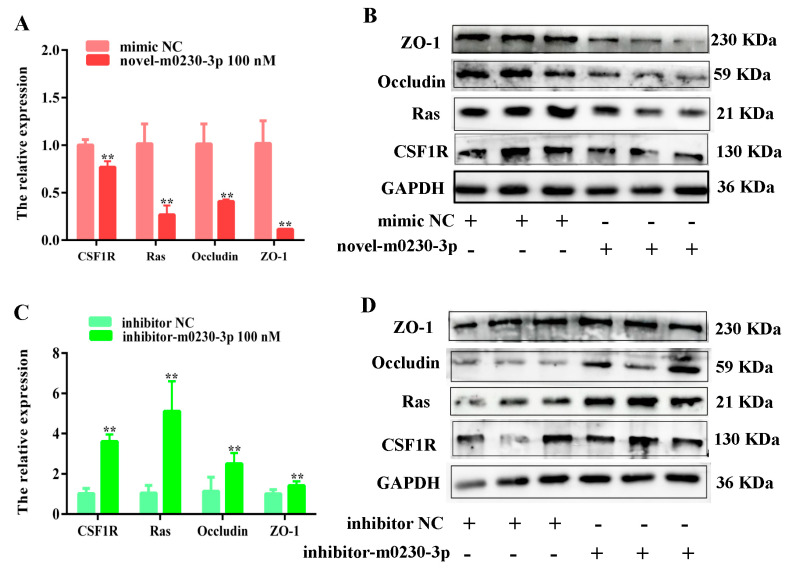 A
mimic NC
novel-m0230-3p 100 nM
The relative expression
2.0
1.5
1.0
0.5
0.0
**
**
**
**
CSF1R Ras Occludin ZO-1
B
ZO-1 230 KDa
Occludin 59 KDa
Ras 21 KDa
CSF1R 130 KDa
GAPDH 36 KDa
mimic NC + + + - - -
novel-m0230-3p - - - + + +
C
inhibitor NC
inhibitor-m0230-3p 100 nM
The relative expression
8
6
4
2
0
**
**
**
**
CSF1R Ras Occludin ZO-1
D
ZO-1 230 KDa
Occludin 59 KDa
Ras 21 KDa
CSF1R 130 KDa
GAPDH 36 KDa
inhibitor NC + + + - - -
inhibitor-m0230-3p - - - + + +